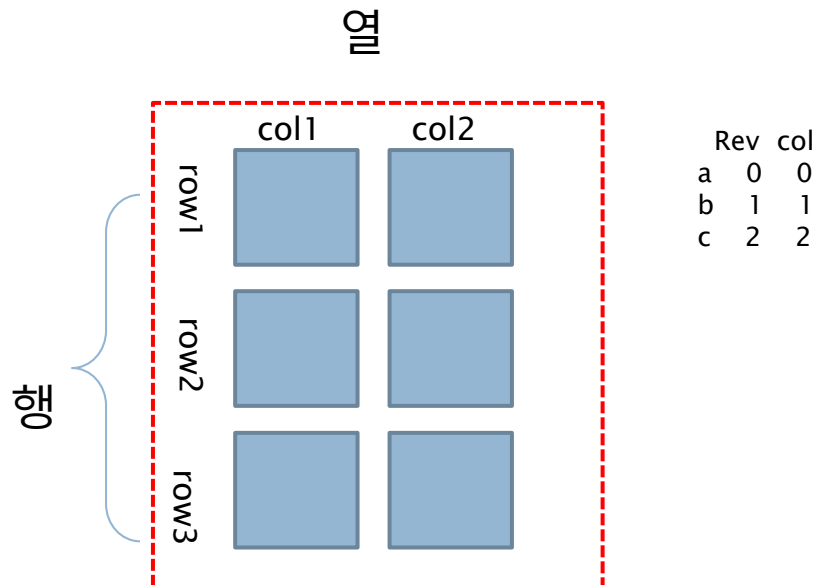 열
col1 col2
row1
row2
row3
행
Rev col
a 0 0
b 1 1
c 2 2